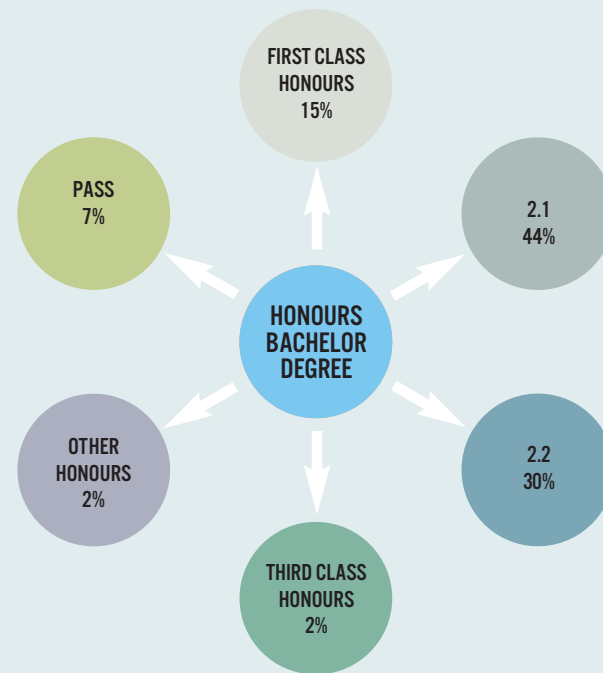 FIRST CLASS
HONOURS
15%
PASS
7%
2.1
44%
HONOURS
BACHELOR
DEGREE
OTHER
HONOURS
2%
2.2
30%
THIRD CLASS
HONOURS
2%